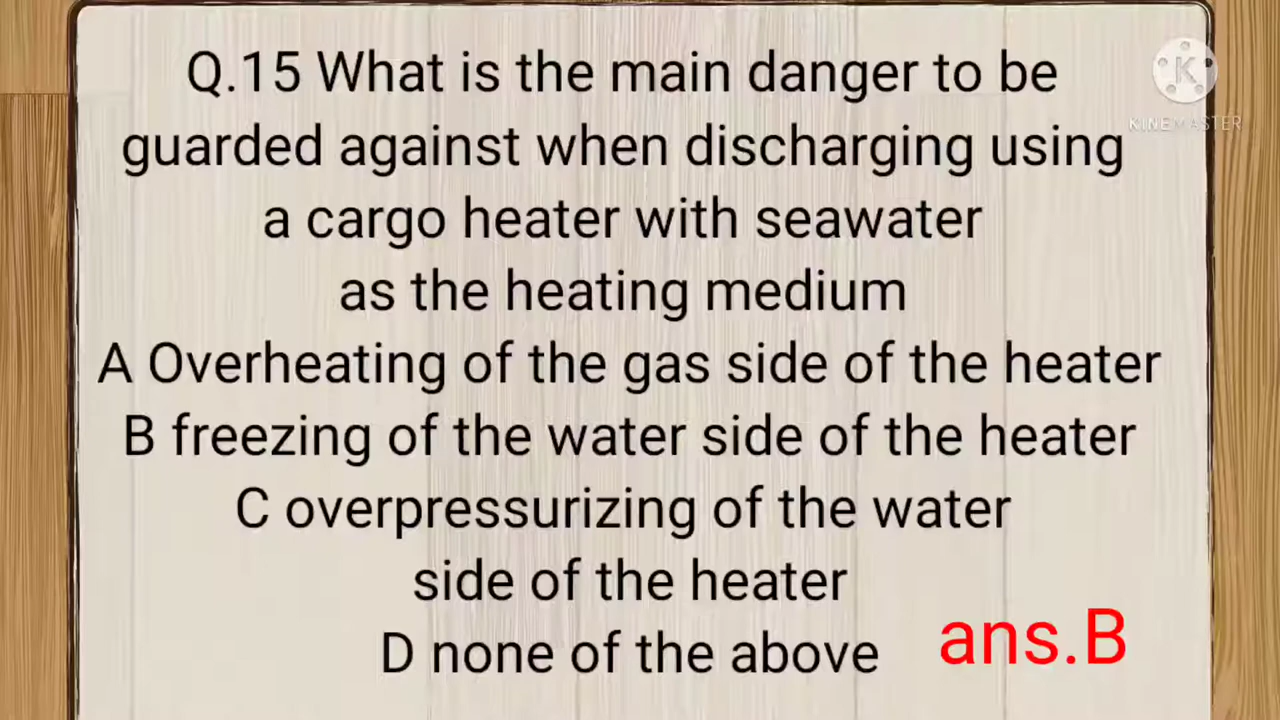 Q.15 What is the main danger to be
guarded against when discharging using
a cargo heater with seawater
as the heating medium
A Overheating of the gas side of the heater
B freezing of the water side of the heater
C overpressurizing of the water
side of the heater
D none of the above
ans.B
K
KINEMASTER